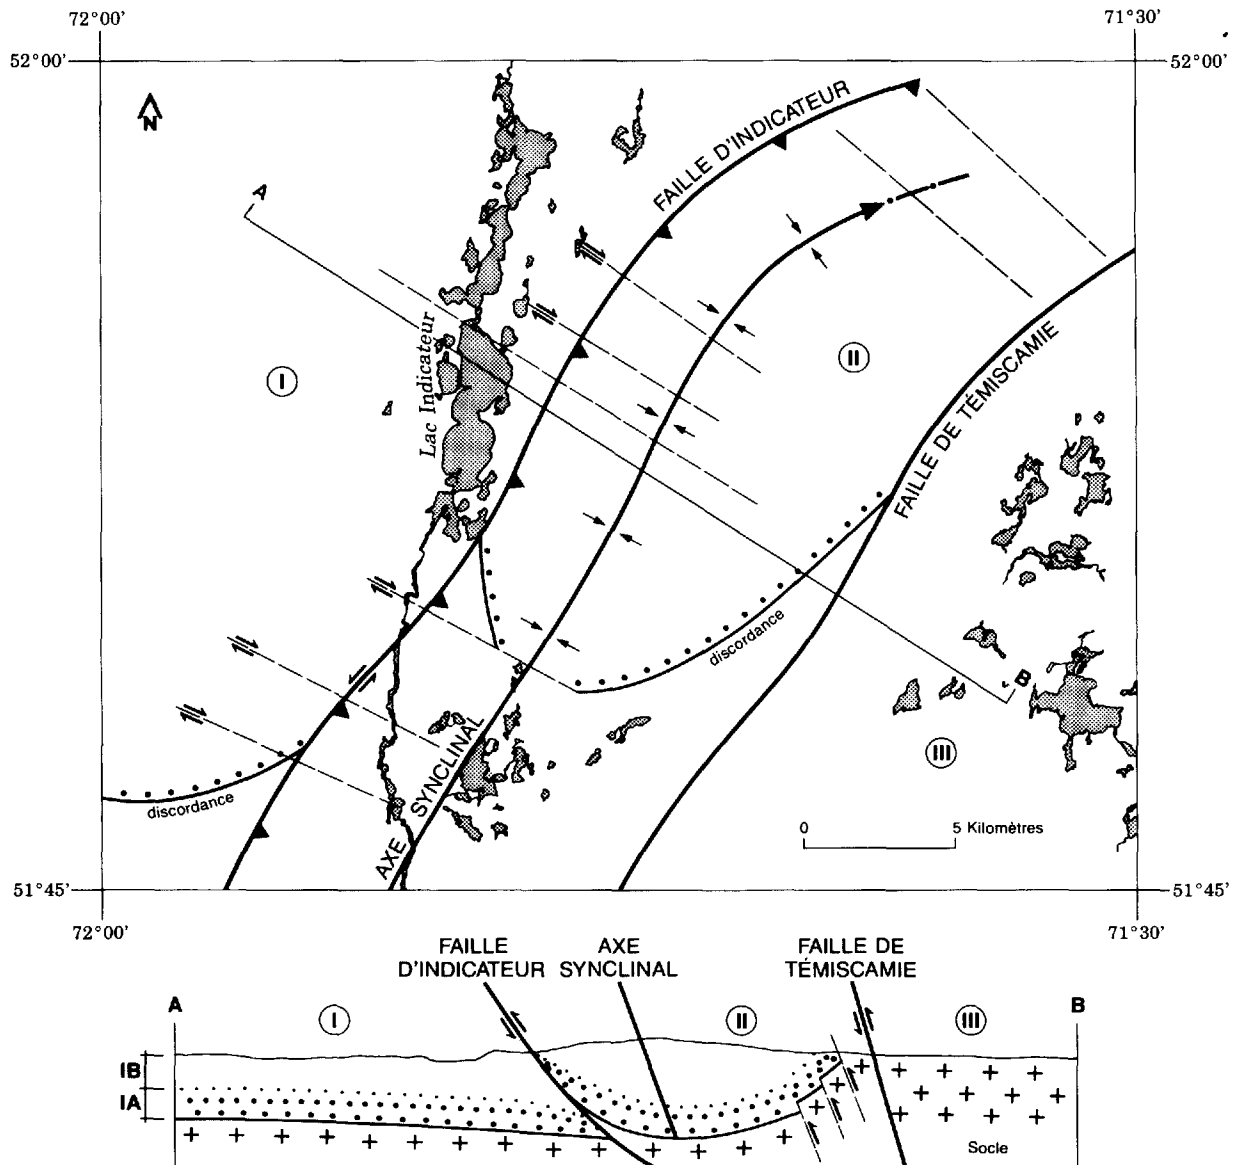 72°00'
71°30'
52°00'
52°00'
N
FAILLE D'INDICATEUR
A
Lac Indicateur
I
II
FAILLE DE TÉMISCAMIE
discordance
B
III
AXE SYNCLINAL
discordance
0 5 Kilomètres
51°45'
51°45'
72°00'
71°30'
FAILLE D'INDICATEUR
AXE SYNCLINAL
FAILLE DE TÉMISCAMIE
A
I
II
III
B
IB
IA
Socle